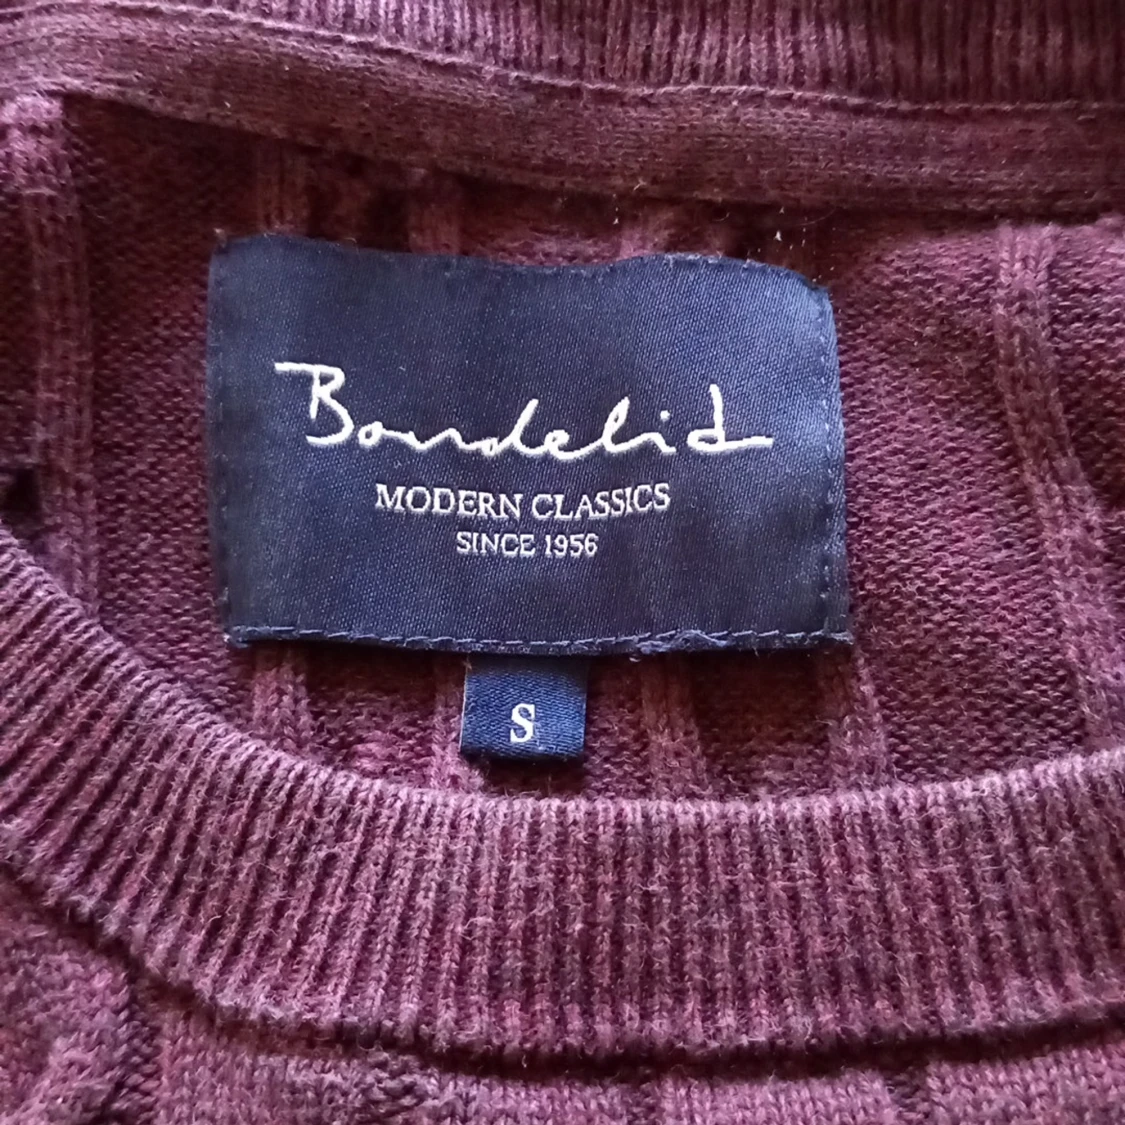 Bondelid
MODERN CLASSICS
SINCE 1956
S